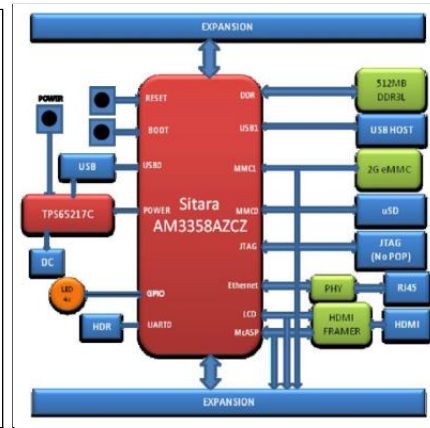 EXPANSION
POWER
RESET
BOOT
USB
USB0
TPS65217C
POWER
DC
LED
4x
GPIO
HDR
UART0
Sitara
AM3358AZCZ
DDR
512MB
DDR3L
USB1
USB HOST
MMC1
2G eMMC
MMC0
uSD
JTAG
JTAG
(No POP)
Ethernet
PHY
RJ45
LCD
McASP
HDMI
FRAMER
HDMI
EXPANSION